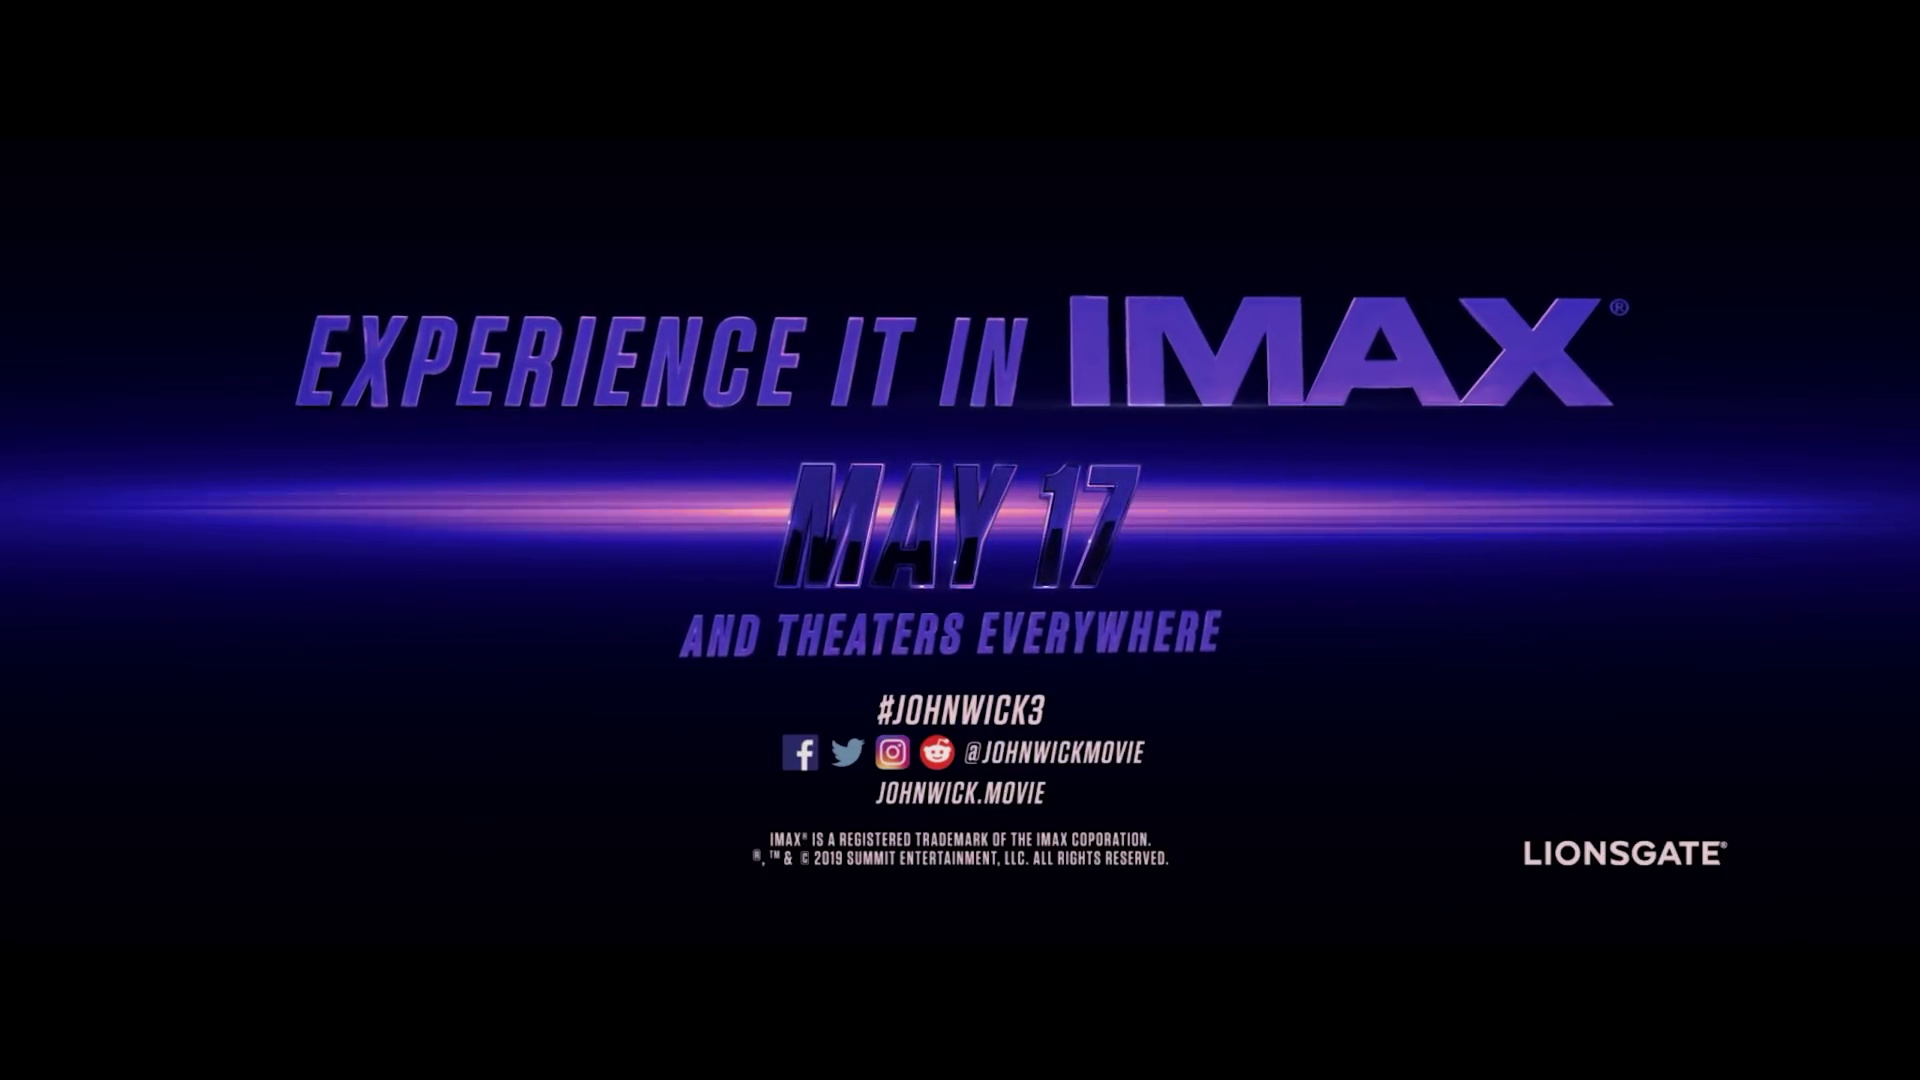 EXPERIENCE IT IN IMAX®
MAY 17
AND THEATERS EVERYWHERE
#JOHNWICK3
@JOHNWICKMOVIE
JOHNWICK.MOVIE
IMAX® IS A REGISTERED TRADEMARK OF THE IMAX COPORATION.
®, ™ & © 2019 SUMMIT ENTERTAINMENT, LLC. ALL RIGHTS RESERVED.
LIONSGATE®